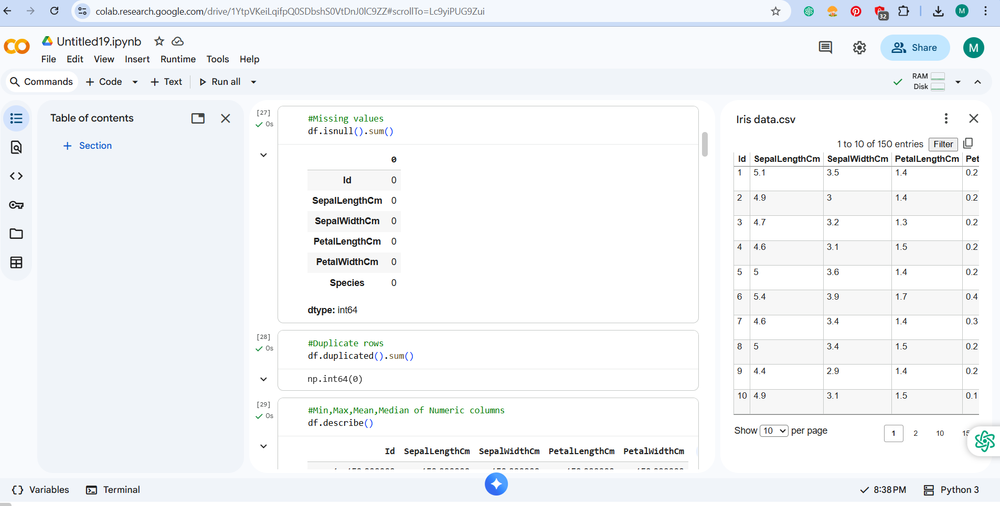 colab.research.google.com/drive/1YtpVKeiLqifpQ0SDbshS0VtDnJ0lC9ZZ#scrollTo=Lc9yiPUG9Zui
32
M
Untitled19.ipynb
File Edit View Insert Runtime Tools Help
Share
M
Commands
+ Code
+ Text
Run all
RAM
Disk
Table of contents
+ Section
[27]
0s
#Missing values
df.isnull().sum()
0
Id 0
SepalLengthCm 0
SepalWidthCm 0
PetalLengthCm 0
PetalWidthCm 0
Species 0
dtype: int64
[28]
0s
#Duplicate rows
df.duplicated().sum()
np.int64(0)
[29]
0s
#Min,Max,Mean,Median of Numeric columns
df.describe()
Id SepalLengthCm SepalWidthCm PetalLengthCm PetalWidthCm
Iris data.csv
1 to 10 of 150 entries Filter
Id SepalLengthCm SepalWidthCm PetalLengthCm Pet
1 5.1 3.5 1.4 0.2
2 4.9 3 1.4 0.2
3 4.7 3.2 1.3 0.2
4 4.6 3.1 1.5 0.2
5 5 3.6 1.4 0.2
6 5.4 3.9 1.7 0.4
7 4.6 3.4 1.4 0.3
8 5 3.4 1.5 0.2
9 4.4 2.9 1.4 0.2
10 4.9 3.1 1.5 0.1
Show 10 per page
1 2 10 15
{} Variables
Terminal
8:38 PM
Python 3